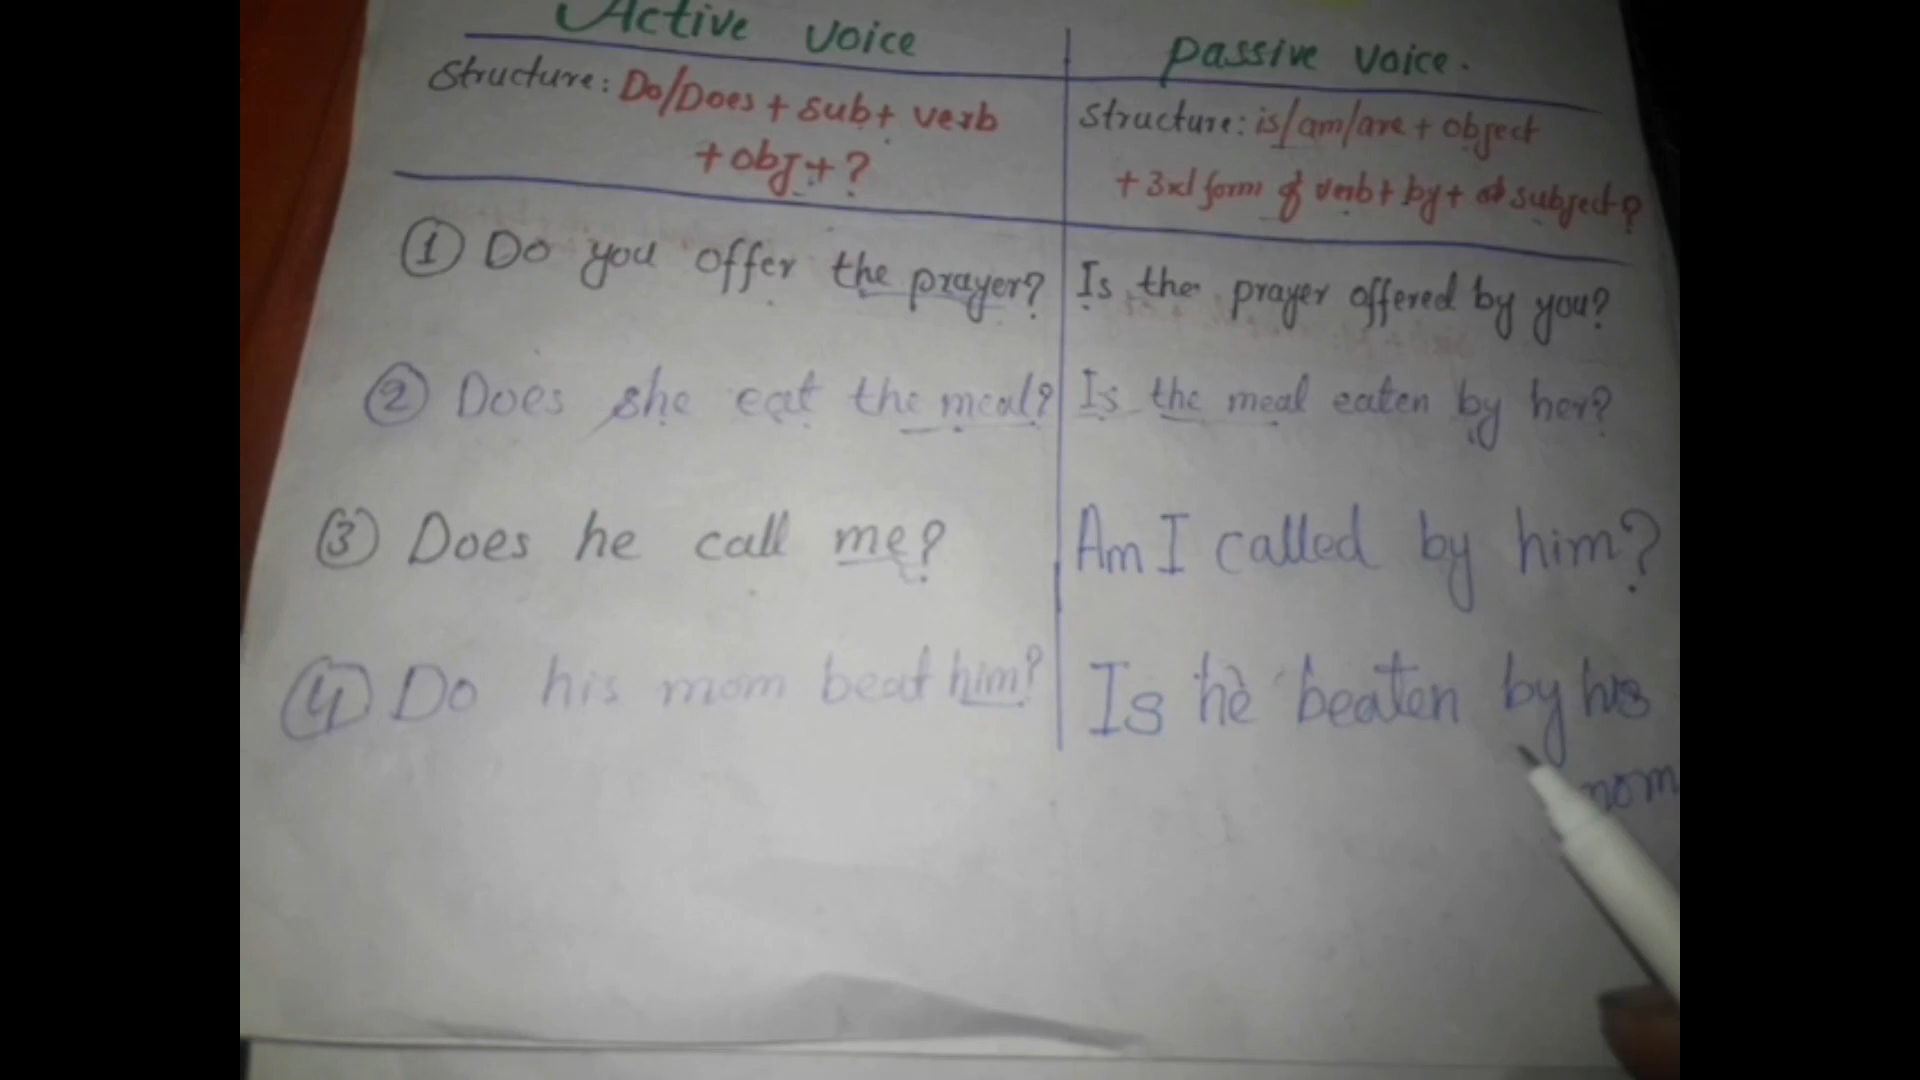 Active voice
passive voice.
Structure: Do/Does + sub + verb
+ obj + ?
Structure: is/am/are + object
+ 3rd form of verb + by + subject?
① Do you offer the prayer?
Is the prayer offered by you?
② Does she eat the meal?
Is the meal eaten by her?
③ Does he call me?
Am I called by him?
④ Do his mom beat him?
Is he beaten by his
mom